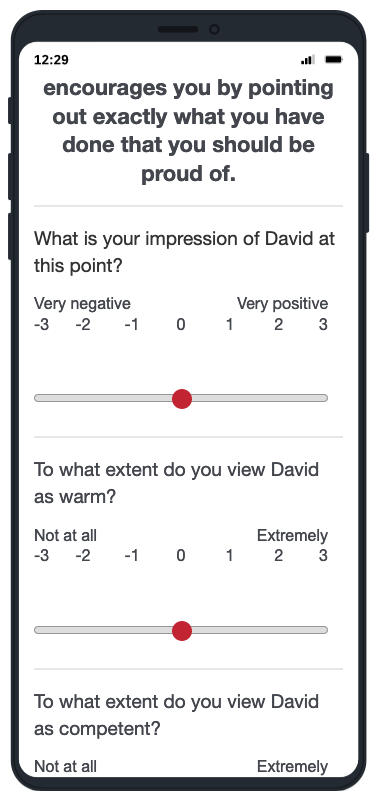 12:29
encourages you by pointing
out exactly what you have
done that you should be
proud of.
What is your impression of David at
this point?
Very negative Very positive
-3 -2 -1 0 1 2 3
To what extent do you view David
as warm?
Not at all Extremely
-3 -2 -1 0 1 2 3
To what extent do you view David
as competent?
Not at all Extremely